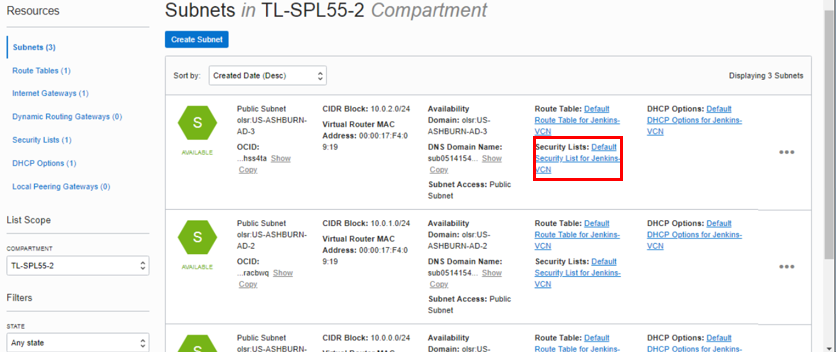 Resources
Subnets (3)
Route Tables (1)
Internet Gateways (1)
Dynamic Routing Gateways (0)
Security Lists (1)
DHCP Options (1)
Local Peering Gateways (0)
List Scope
COMPARTMENT
TL-SPL55-2
Filters
STATE
Any state
Subnets in TL-SPL55-2 Compartment
Create Subnet
Sort by: Created Date (Desc)
Displaying 3 Subnets
S
AVAILABLE
Public Subnet
olsr:US-ASHBURN-
AD-3
OCID:
...hss4ta Show
Copy
CIDR Block: 10.0.2.0/24
Virtual Router MAC
Address: 00:00:17:F4:0
9:19
Availability
Domain: olsr:US-
ASHBURN-AD-3
DNS Domain Name:
sub0514154... Show
Copy
Subnet Access: Public
Subnet
Route Table: Default
Route Table for Jenkins-
VCN
Security Lists: Default
Security List for Jenkins-
VCN
DHCP Options: Default
DHCP Options for Jenkins-
VCN
S
AVAILABLE
Public Subnet
olsr:US-ASHBURN-
AD-2
OCID:
...racbwq Show
Copy
CIDR Block: 10.0.1.0/24
Virtual Router MAC
Address: 00:00:17:F4:0
9:19
Availability
Domain: olsr:US-
ASHBURN-AD-2
DNS Domain Name:
sub0514154... Show
Copy
Subnet Access: Public
Subnet
Route Table: Default
Route Table for Jenkins-
VCN
Security Lists: Default
Security List for Jenkins-
VCN
DHCP Options: Default
DHCP Options for Jenkins-
VCN
Public Subnet
olsr:US-ASHBURN-
CIDR Block: 10.0.0.0/24
Availability
Domain: olsr:US-
Route Table: Default
Route Table for Jenkins-
DHCP Options: Default
DHCP Options for Jenkins-